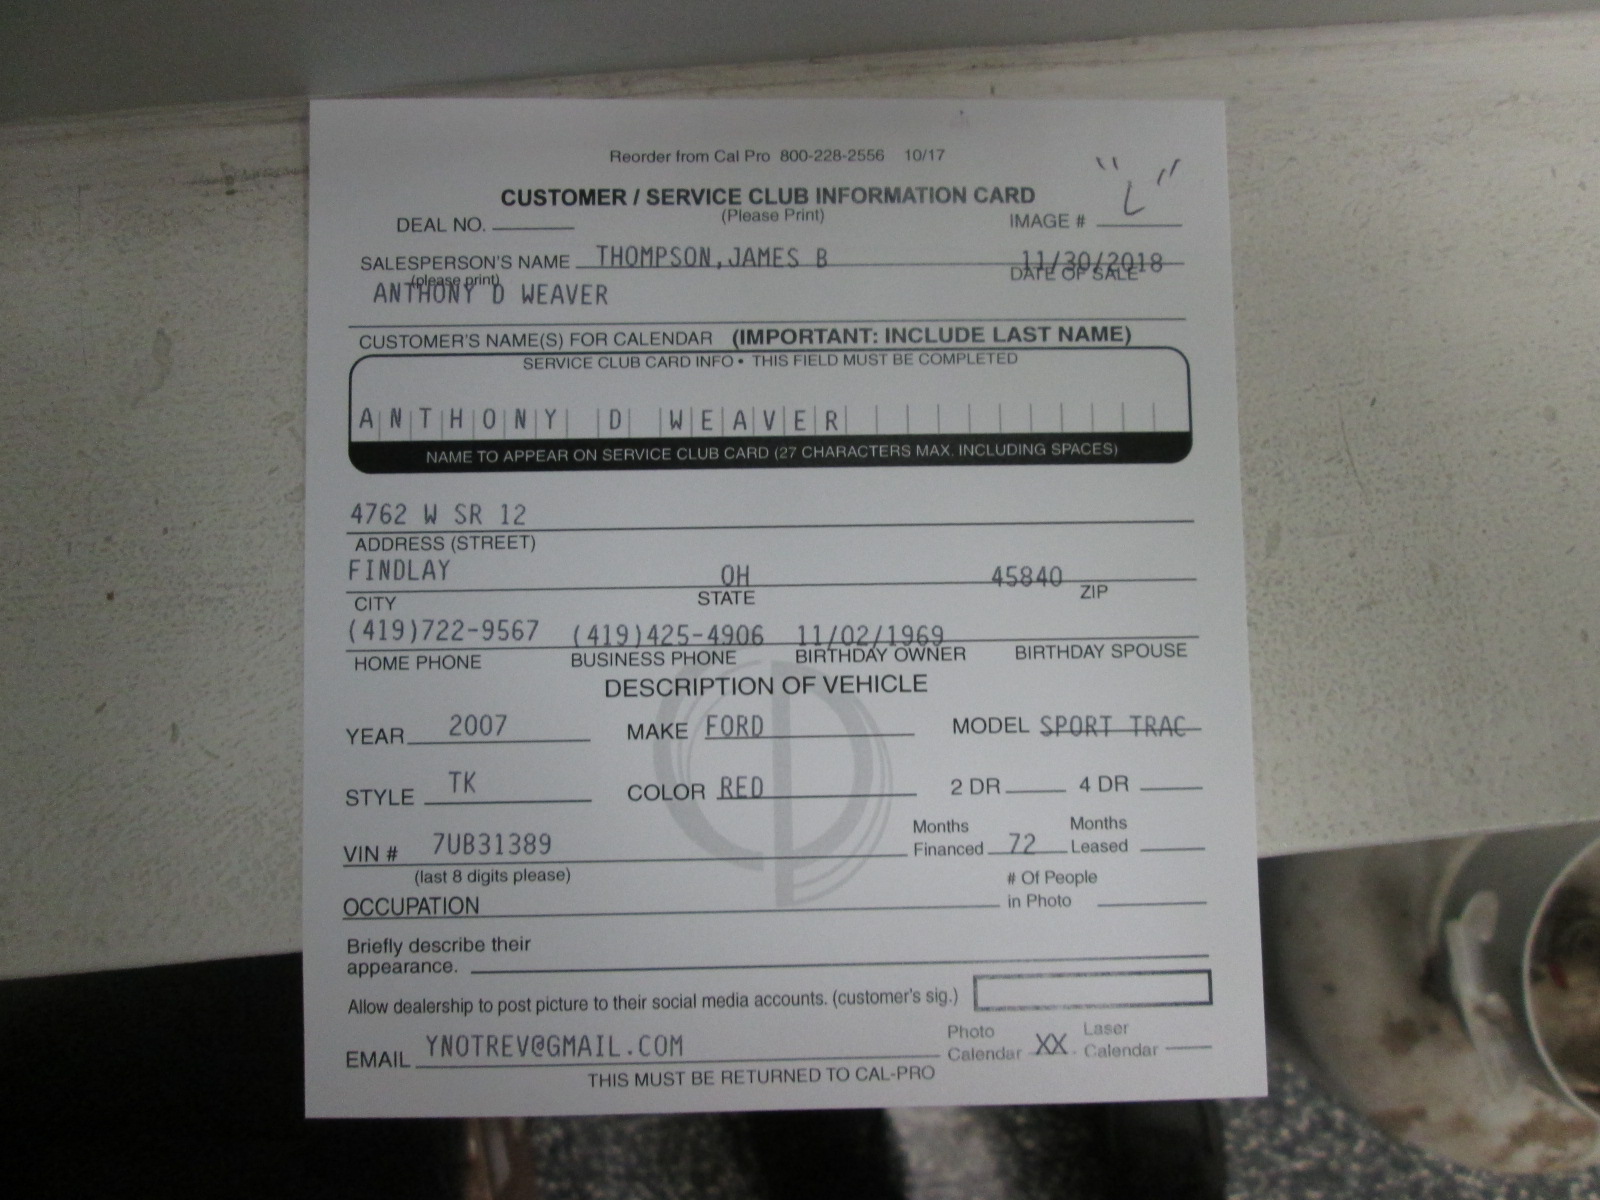 Reorder from Cal Pro 800-228-2556 10/17
CUSTOMER / SERVICE CLUB INFORMATION CARD
(Please Print)
DEAL NO. IMAGE # "L"
SALESPERSON'S NAME THOMPSON,JAMES B 11/30/2018
(please print) DATE OF SALE
ANTHONY D WEAVER
CUSTOMER'S NAME(S) FOR CALENDAR (IMPORTANT: INCLUDE LAST NAME)
SERVICE CLUB CARD INFO • THIS FIELD MUST BE COMPLETED
ANTHONY D WEAVER
NAME TO APPEAR ON SERVICE CLUB CARD (27 CHARACTERS MAX. INCLUDING SPACES)
4762 W SR 12
ADDRESS (STREET)
FINDLAY OH 45840
CITY STATE ZIP
(419)722-9567 (419)425-4906 11/02/1969
HOME PHONE BUSINESS PHONE BIRTHDAY OWNER BIRTHDAY SPOUSE
DESCRIPTION OF VEHICLE
YEAR 2007 MAKE FORD MODEL SPORT TRAC
STYLE TK COLOR RED 2 DR 4 DR
VIN # 7UB31389 Months Financed 72 Months Leased
(last 8 digits please)
OCCUPATION # Of People in Photo
Briefly describe their
appearance.
Allow dealership to post picture to their social media accounts. (customer's sig.)
EMAIL YNOTREV@GMAIL.COM Photo Calendar XX Laser Calendar
THIS MUST BE RETURNED TO CAL-PRO